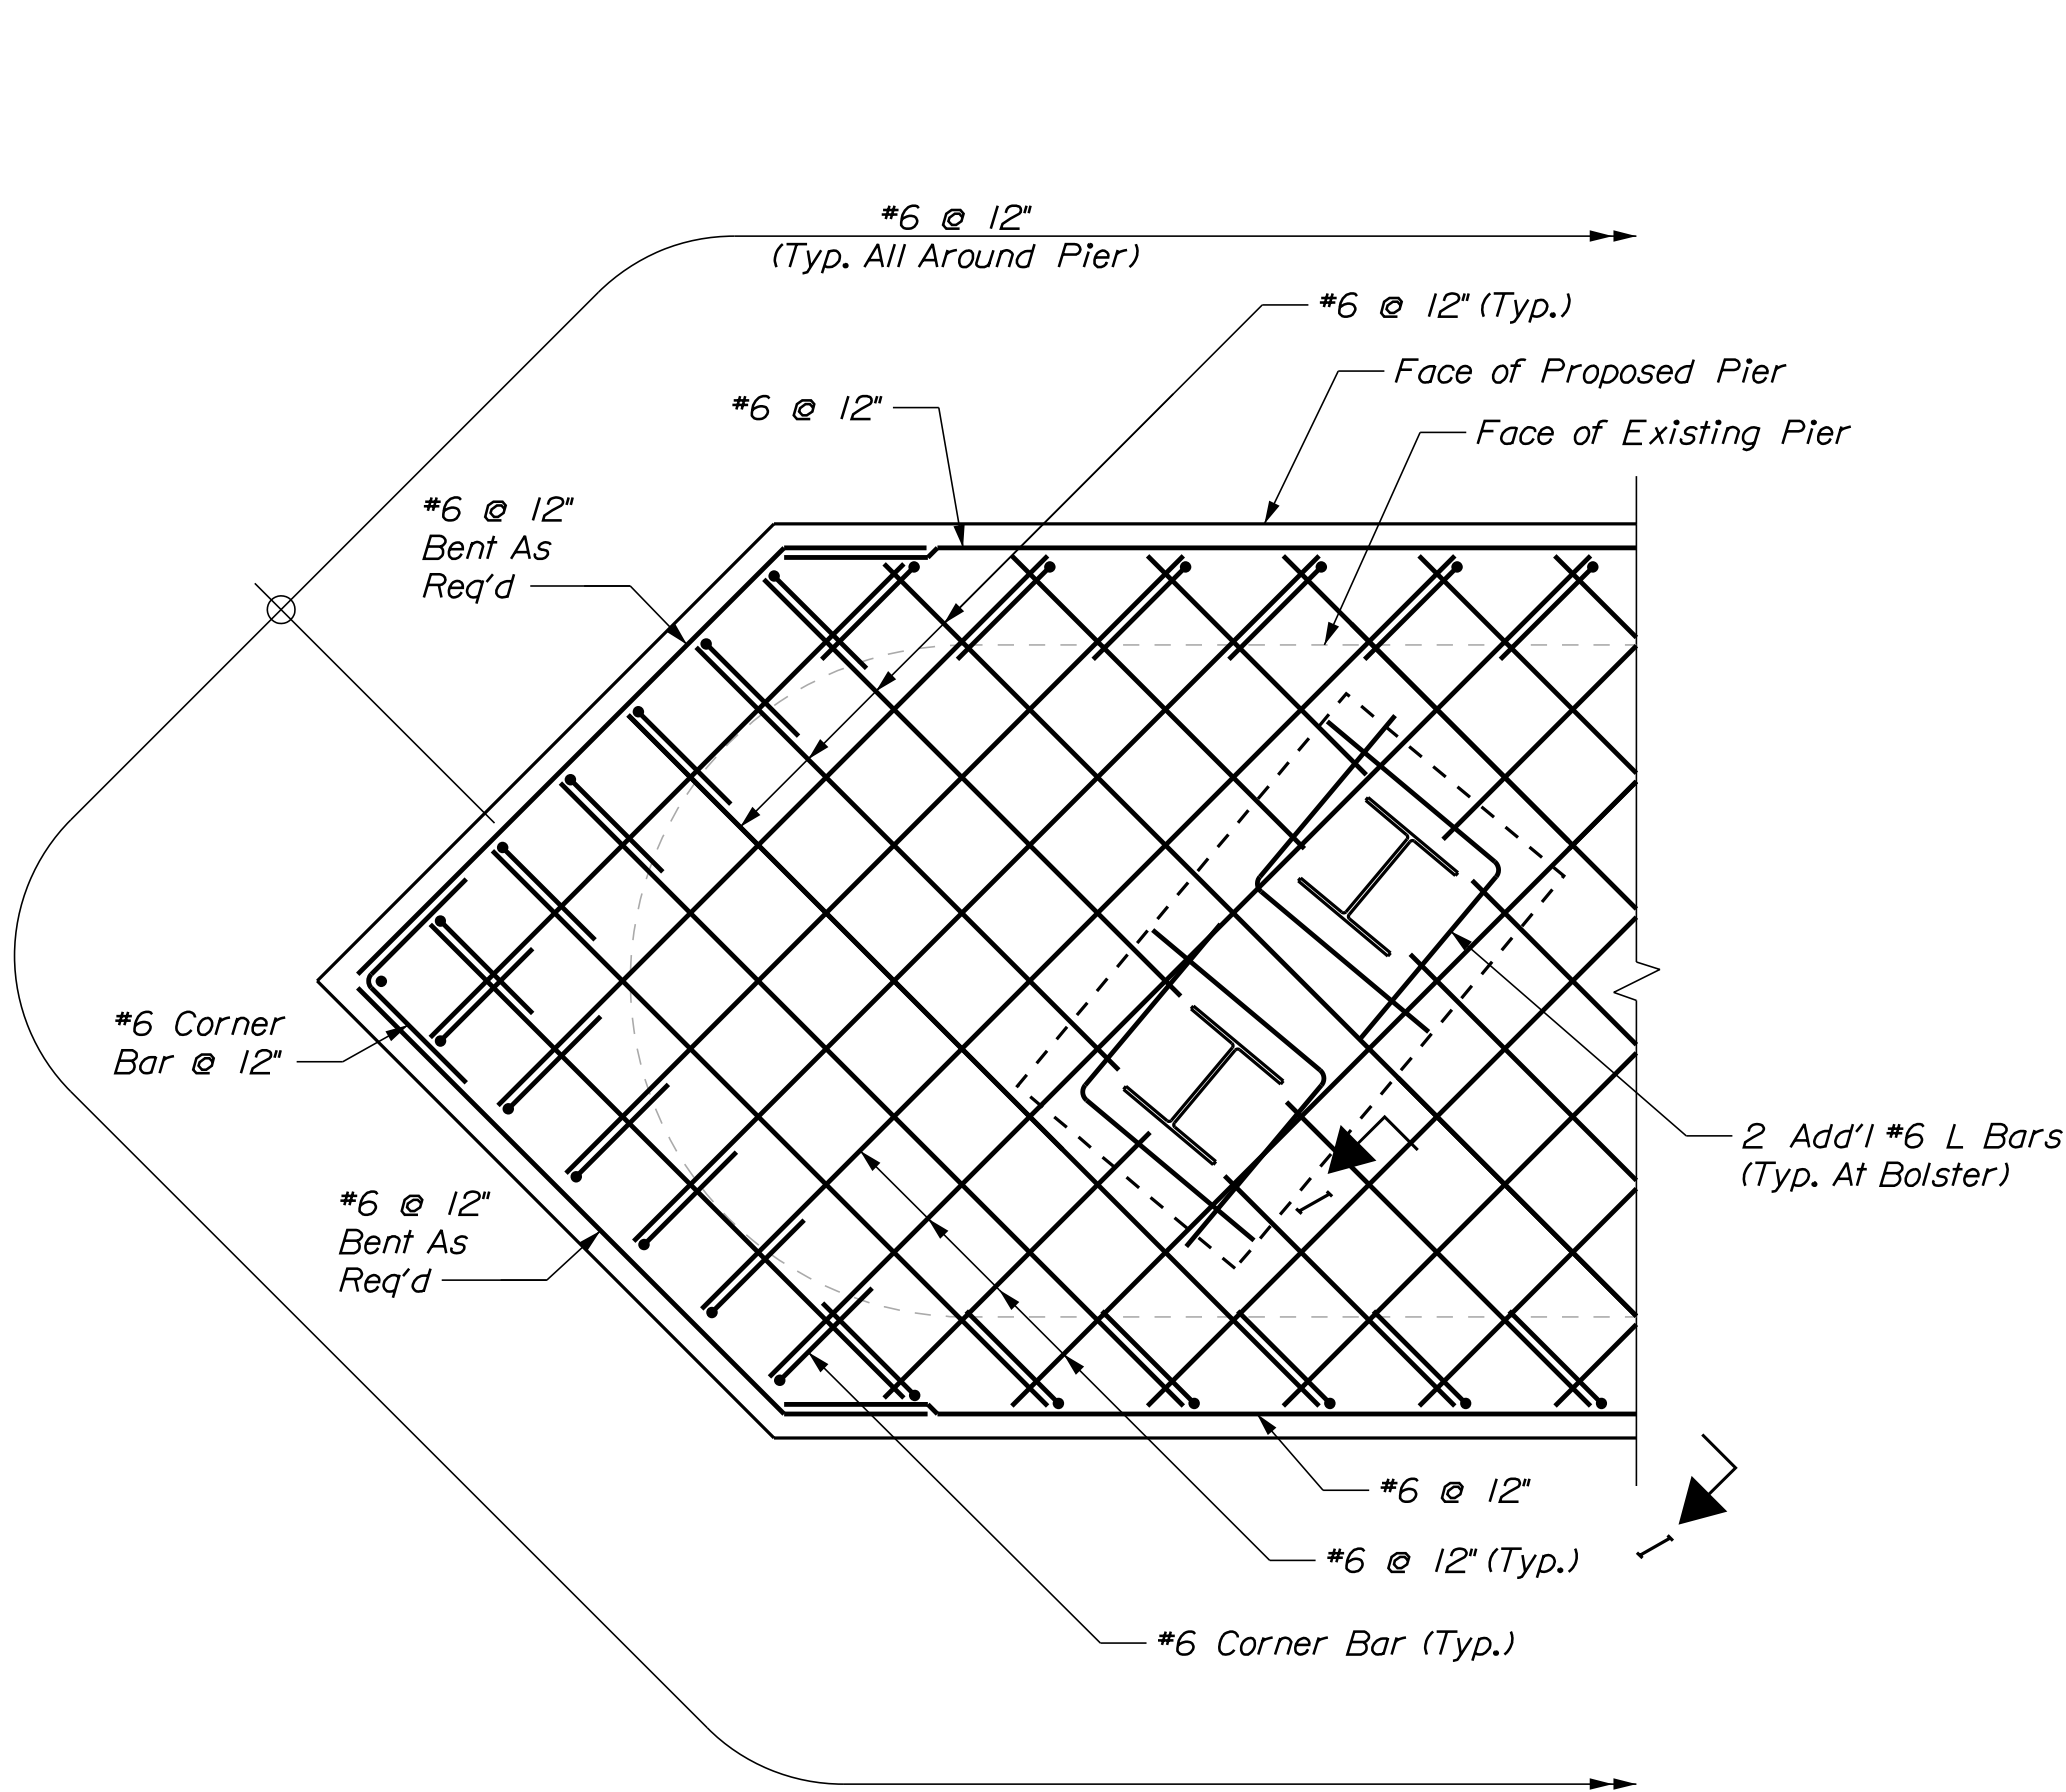 #6 @ 12"
(Typ. All Around Pier)
#6 @ 12" (Typ.)
Face of Proposed Pier
#6 @ 12"
Face of Existing Pier
#6 @ 12"
Bent As
Req'd
#6 Corner
Bar @ 12"
2 Add'l #6 L Bars
(Typ. At Bolster)
#6 @ 12"
Bent As
Req'd
#6 @ 12"
#6 @ 12" (Typ.)
#6 Corner Bar (Typ.)